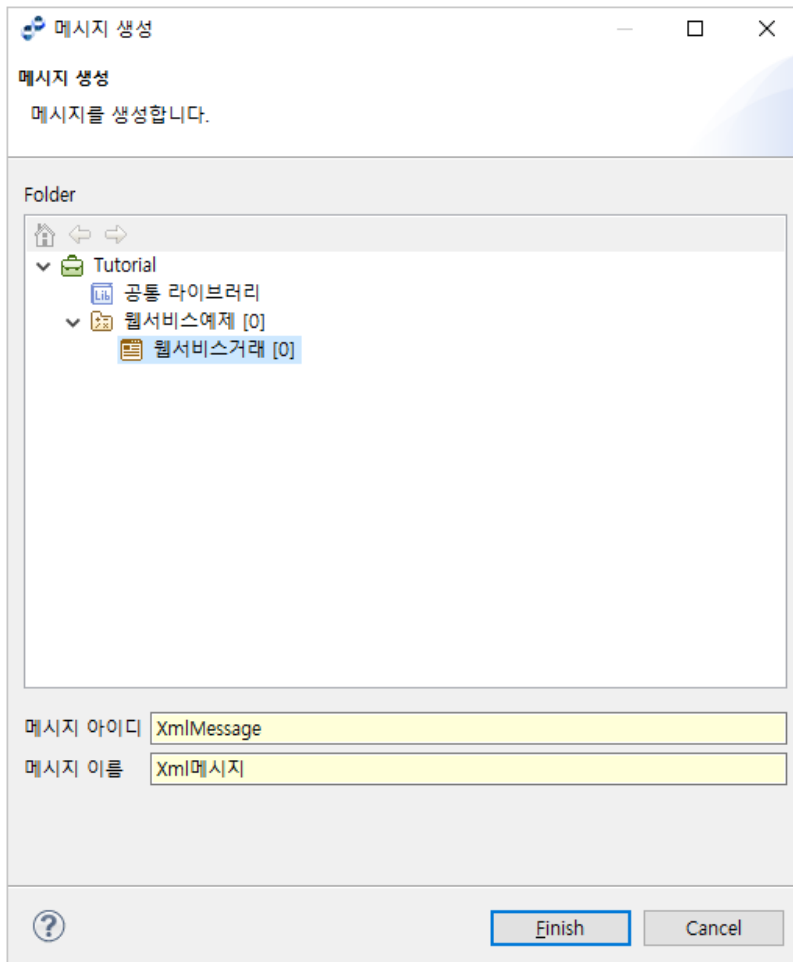 메시지 생성
메시지 생성
메시지를 생성합니다.
Folder
Tutorial
Lib 공통 라이브러리
웹서비스예제 [0]
웹서비스거래 [0]
메시지 아이디 XmlMessage
메시지 이름 Xml메시지
? Finish Cancel